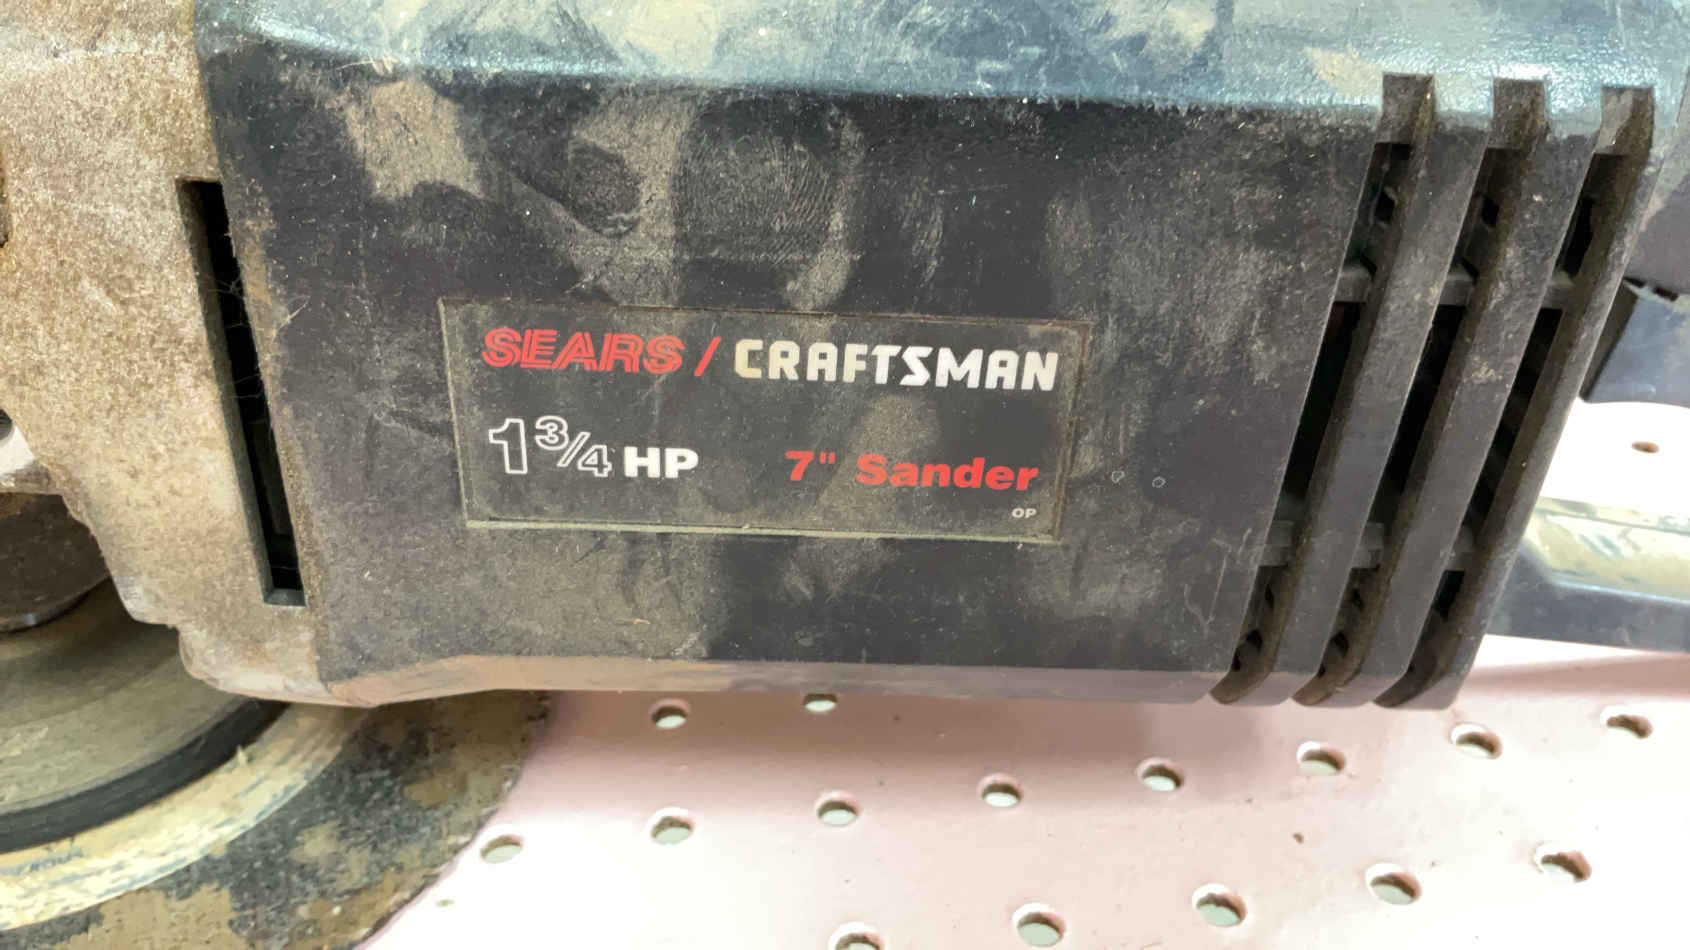 SEARS / CRAFTSMAN
1 3/4 HP 7" Sander
OP